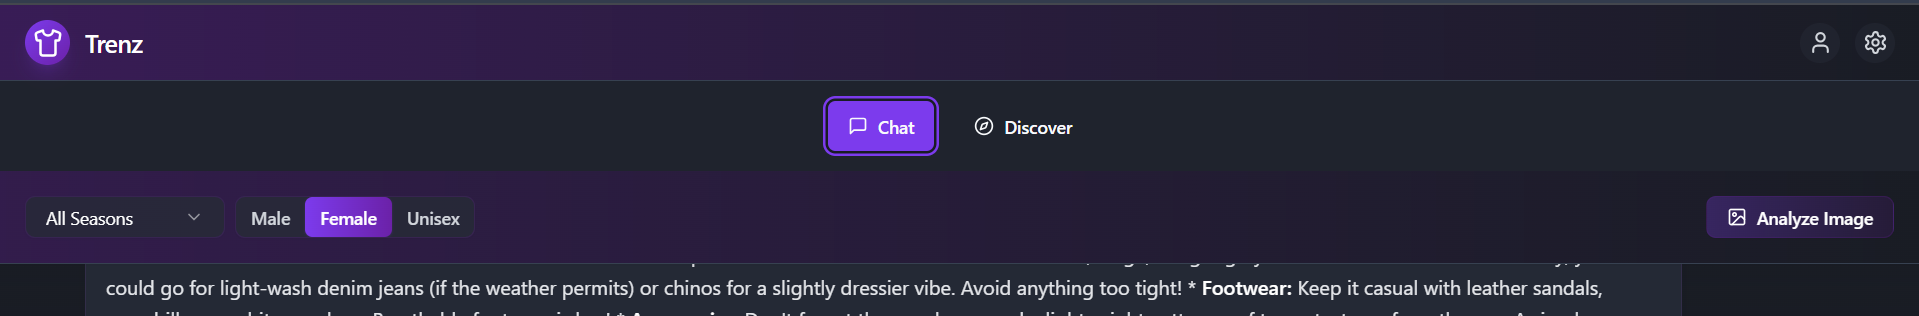 Trenz
Chat
Discover
All Seasons
Male
Female
Unisex
Analyze Image
could go for light-wash denim jeans (if the weather permits) or chinos for a slightly dressier vibe. Avoid anything too tight! * Footwear: Keep it casual with leather sandals,